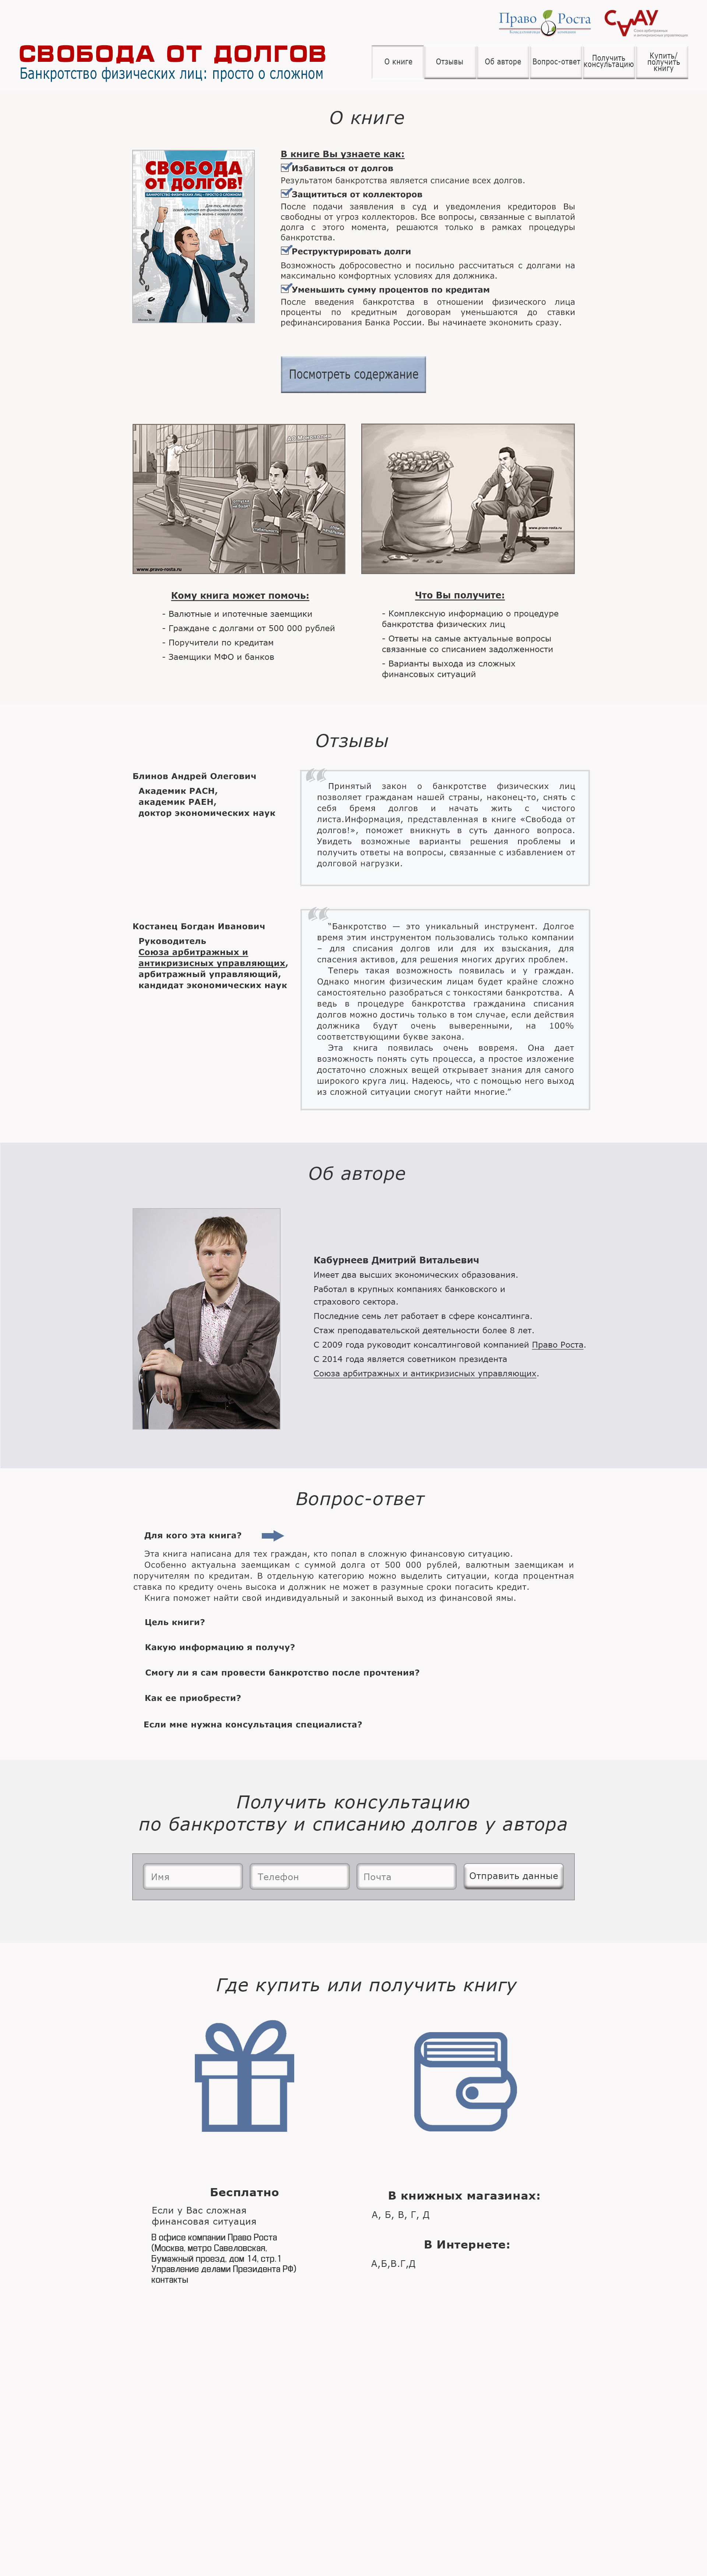 Право Роста
Консалтинговая компания
САУ
Союз арбитражных
и антикризисных управляющих
СВОБОДА ОТ ДОЛГОВ
Банкротство физических лиц: просто о сложном
О книге
Отзывы
Об авторе
Вопрос-ответ
Получить
консультацию
Купить/
получить
книгу
О книге
СВОБОДА
ОТ ДОЛГОВ!
БАНКРОТСТВО ФИЗИЧЕСКИХ ЛИЦ - ПРОСТО О СЛОЖНОМ
Для тех, кто хочет
освободиться от финансовых долгов
и начать жизнь с чистого листа
В книге Вы узнаете как:
Избавиться от долгов
Результатом банкротства является списание всех долгов.
Защититься от коллекторов
После подачи заявления в суд и уведомления кредиторов Вы
свободны от угроз коллекторов. Все вопросы, связанные с выплатой
долга с этого момента, решаются только в рамках процедуры
банкротства.
Реструктурировать долги
Возможность добросовестно и посильно рассчитаться с долгами на
максимально комфортных условиях для должника.
Уменьшить сумму процентов по кредитам
После введения банкротства в отношении физического лица
проценты по кредитным договорам уменьшаются до ставки
рефинансирования Банка России. Вы начинаете экономить сразу.
Посмотреть содержание
www.pravo-rosta.ru
www.pravo-rosta.ru
Кому книга может помочь:
- Валютные и ипотечные заемщики
- Граждане с долгами от 500 000 рублей
- Поручители по кредитам
- Заемщики МФО и банков
Что Вы получите:
- Комплексную информацию о процедуре
банкротства физических лиц
- Ответы на самые актуальные вопросы
связанные со списанием задолженности
- Варианты выхода из сложных
финансовых ситуаций
Отзывы
Блинов Андрей Олегович
Академик РАСН,
академик РАЕН,
доктор экономических наук
Принятый закон о банкротстве физических лиц
позволяет гражданам нашей страны, наконец-то, снять с
себя бремя долгов и начать жить с чистого
листа.Информация, представленная в книге «Свобода от
долгов!», поможет вникнуть в суть данного вопроса.
Увидеть возможные варианты решения проблемы и
получить ответы на вопросы, связанные с избавлением от
долговой нагрузки.
Костанец Богдан Иванович
Руководитель
Союза арбитражных и
антикризисных управляющих,
арбитражный управляющий,
кандидат экономических наук
"Банкротство — это уникальный инструмент. Долгое
время этим инструментом пользовались только компании
– для списания долгов или для их взыскания, для
спасения активов, для решения многих других проблем.
Теперь такая возможность появилась и у граждан.
Однако многим физическим лицам будет крайне сложно
самостоятельно разобраться с тонкостями банкротства. А
ведь в процедуре банкротства гражданина списания
долгов можно достичь только в том случае, если действия
должника будут очень выверенными, на 100%
соответствующими букве закона.
Эта книга появилась очень вовремя. Она дает
возможность понять суть процесса, а простое изложение
достаточно сложных вещей открывает знания для самого
широкого круга лиц. Надеюсь, что с помощью него выход
из сложной ситуации смогут найти многие."
Об авторе
Кабурнеев Дмитрий Витальевич
Имеет два высших экономических образования.
Работал в крупных компаниях банковского и
страхового сектора.
Последние семь лет работает в сфере консалтинга.
Стаж преподавательской деятельности более 8 лет.
С 2009 года руководит консалтинговой компанией Право Роста.
С 2014 года является советником президента
Союза арбитражных и антикризисных управляющих.
Вопрос-ответ
Для кого эта книга?
Эта книга написана для тех граждан, кто попал в сложную финансовую ситуацию.
Особенно актуальна заемщикам с суммой долга от 500 000 рублей, валютным заемщикам и
поручителям по кредитам. В отдельную категорию можно выделить ситуации, когда процентная
ставка по кредиту очень высока и должник не может в разумные сроки погасить кредит.
Книга поможет найти свой индивидуальный и законный выход из финансовой ямы.
Цель книги?
Какую информацию я получу?
Смогу ли я сам провести банкротство после прочтения?
Как ее приобрести?
Если мне нужна консультация специалиста?
Получить консультацию
по банкротству и списанию долгов у автора
Имя
Телефон
Почта
Отправить данные
Где купить или получить книгу
Бесплатно
Если у Вас сложная
финансовая ситуация
В офисе компании Право Роста
(Москва, метро Савеловская,
Бумажный проезд, дом 14, стр.1
Управление делами Президента РФ)
контакты
В книжных магазинах:
А, Б, В, Г, Д
В Интернете:
А,Б,В.Г,Д